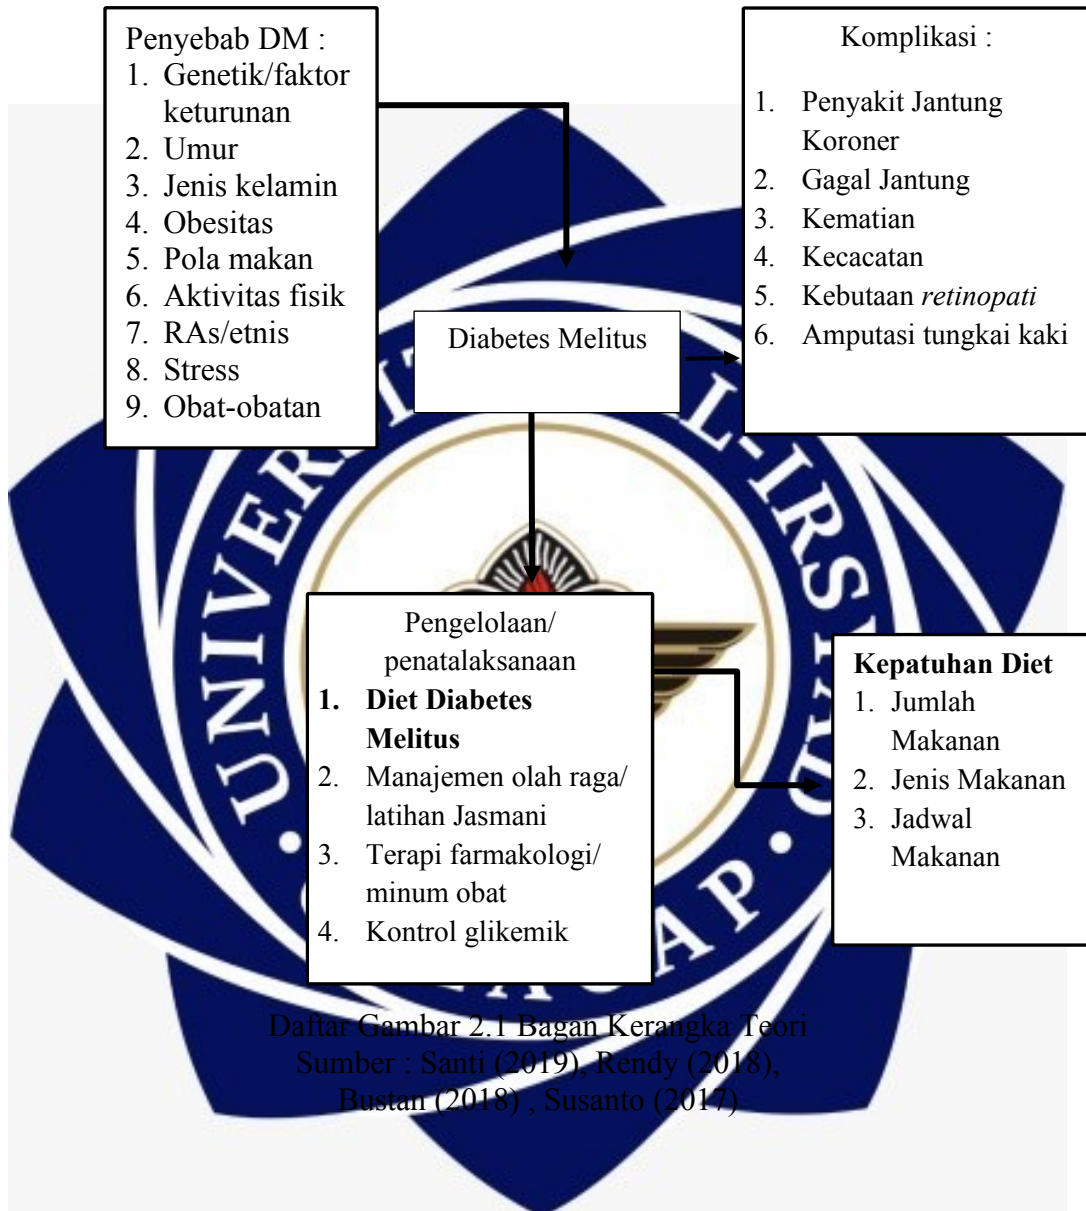 Penyebab DM :
1. Genetik/faktor
keturunan
2. Umur
3. Jenis kelamin
4. Obesitas
5. Pola makan
6. Aktivitas fisik
7. RAs/etnis
8. Stress
9. Obat-obatan
Komplikasi :
1. Penyakit Jantung
Koroner
2. Gagal Jantung
3. Kematian
4. Kecacatan
5. Kebutaan retinopati
6. Amputasi tungkai kaki
Diabetes Melitus
Pengelolaan/
penatalaksanaan
1. Diet Diabetes
Melitus
2. Manajemen olah raga/
latihan Jasmani
3. Terapi farmakologi/
minum obat
4. Kontrol glikemik
Kepatuhan Diet
1. Jumlah
Makanan
2. Jenis Makanan
3. Jadwal
Makanan
Daftar Gambar 2.1 Bagan Kerangka Teori
Sumber : Santi (2019), Rendy (2018),
Bustan (2018) , Susanto (2017)